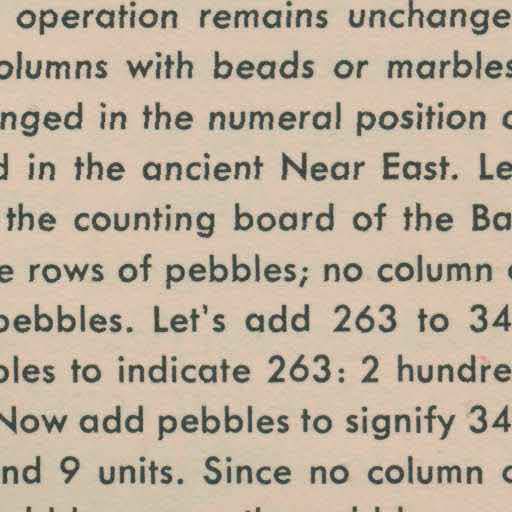 operation remains unchange
olumns with beads or marbles
nged in the numeral position
d in the ancient Near East. Le
the counting board of the Ba
e rows of pebbles; no column
pebbles. Let's add 263 to 34
bles to indicate 263: 2 hundre
Now add pebbles to signify 34
nd 9 units. Since no column